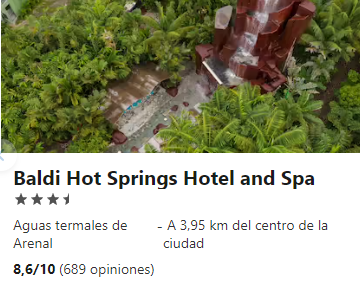 Baldi Hot Springs Hotel and Spa
Aguas termales de Arenal
- A 3,95 km del centro de la ciudad
8,6/10 (689 opiniones)